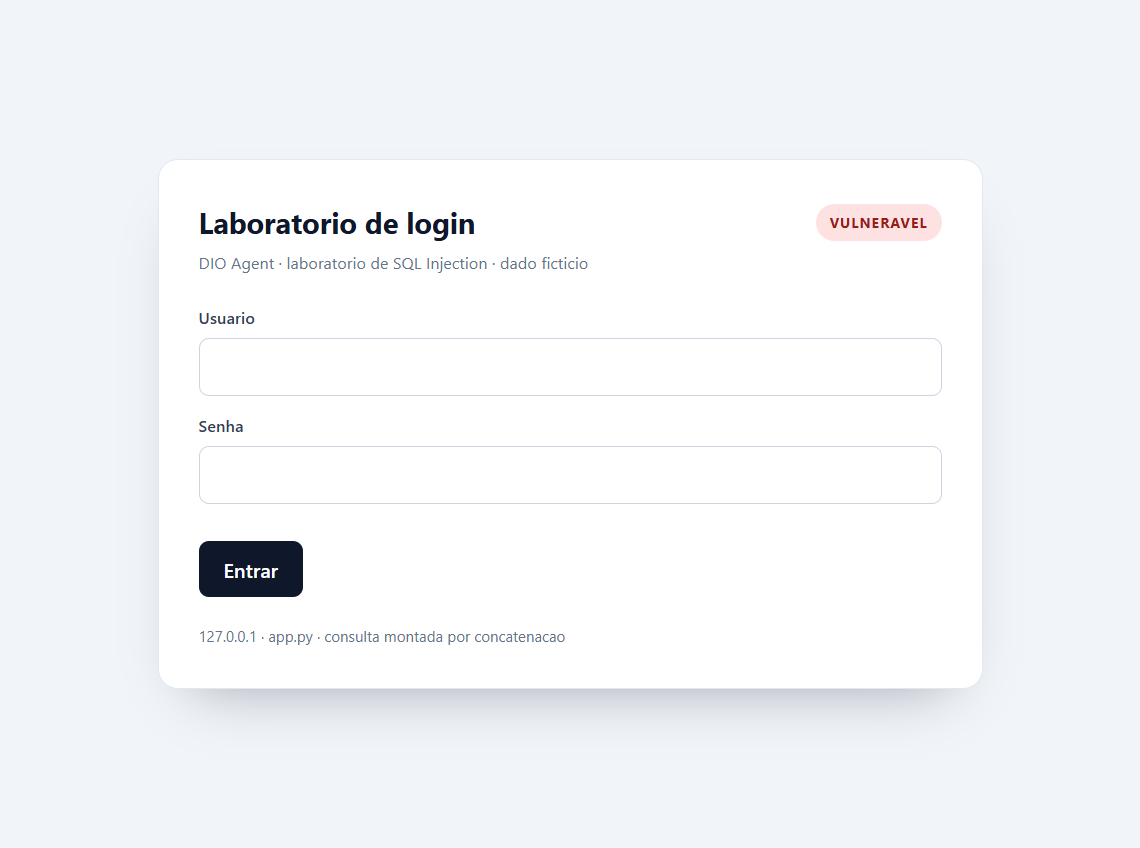 Laboratorio de login
VULNERAVEL
DIO Agent · laboratorio de SQL Injection · dado ficticio
Usuario
Senha
Entrar
127.0.0.1 · app.py · consulta montada por concatenacao